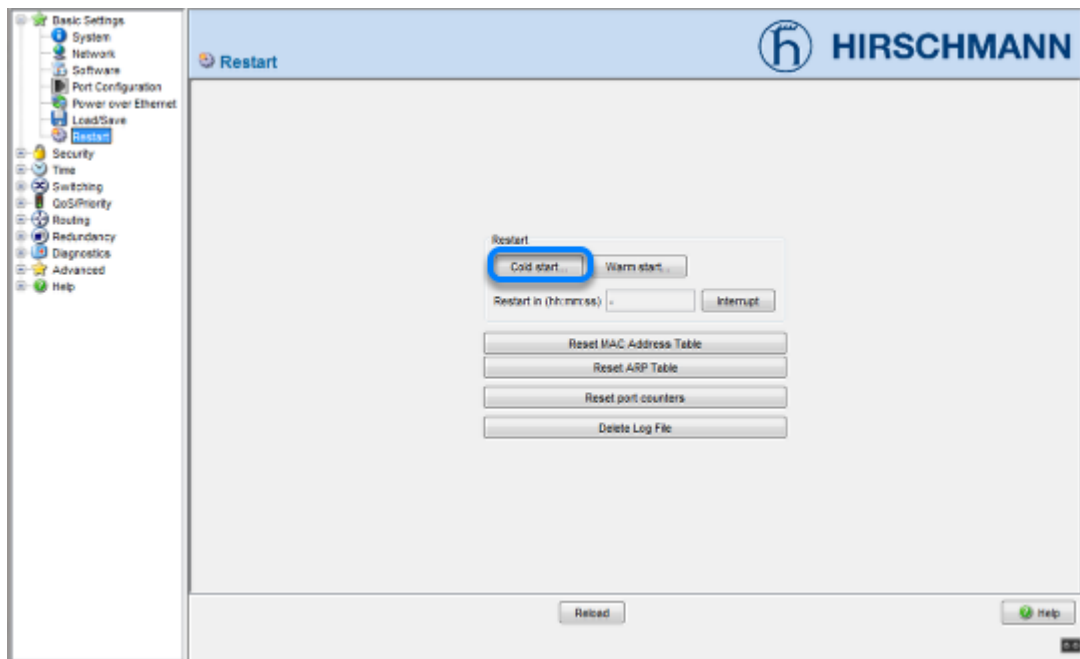 Basic Settings
System
Network
Software
Port Configuration
Power over Ethernet
Load/Save
Restart
Security
Time
Switching
QoS/Priority
Routing
Redundancy
Diagnostics
Advanced
Help
Restart
HIRSCHMANN
Restart
Cold start... Warm start...
Restart in (hh:mm:ss) - Interrupt
Reset MAC Address Table
Reset ARP Table
Reset port counters
Delete Log File
Reload
Help